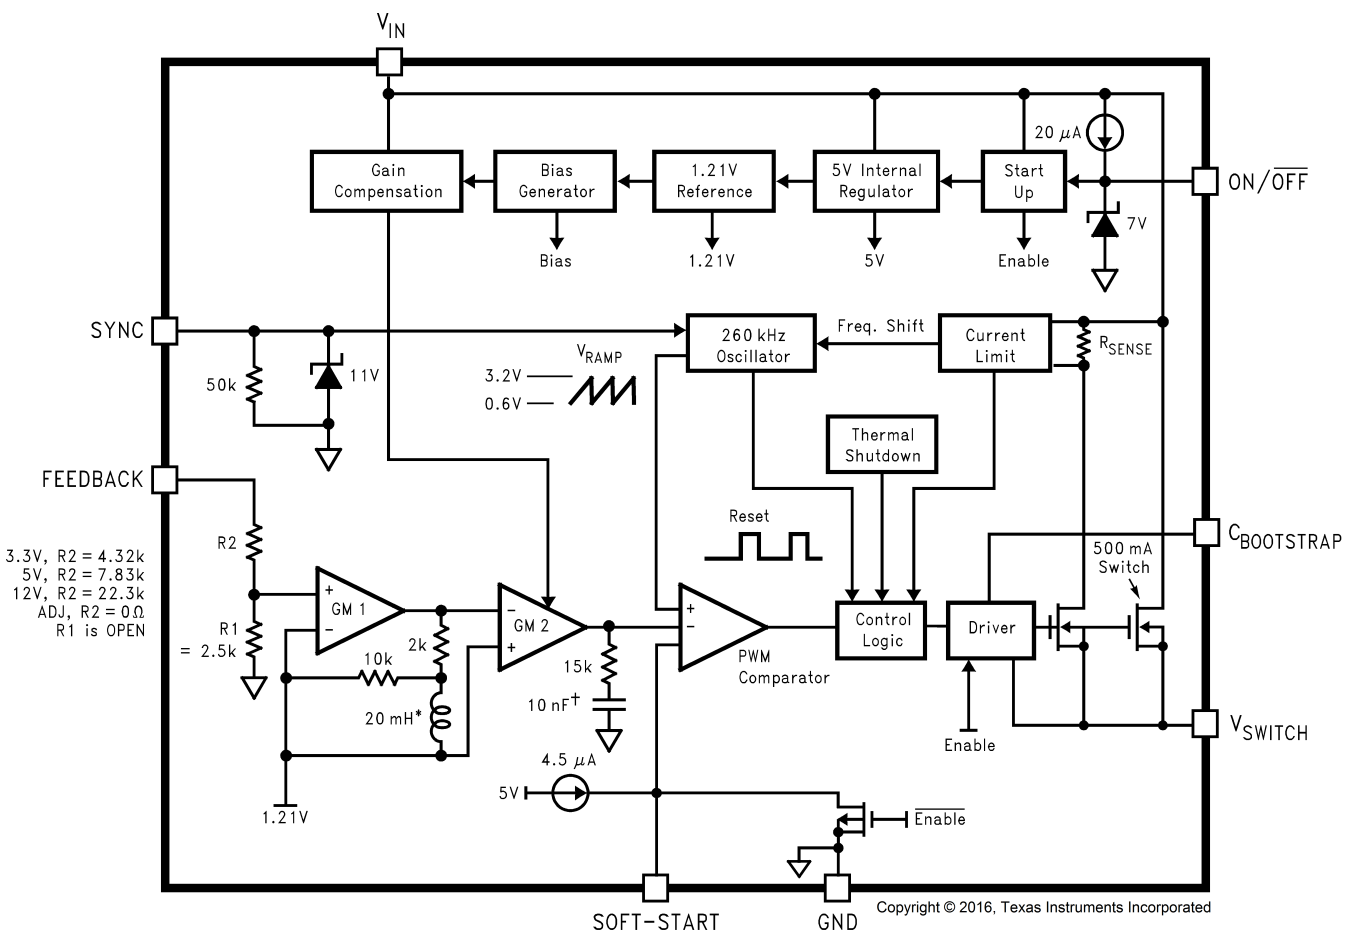 VIN
20 μA
Gain
Compensation
Bias
Generator
1.21V
Reference
5V Internal
Regulator
Start
Up
ON/OFF
7V
Bias
1.21V
5V
Enable
SYNC
260 kHz
Oscillator
Freq. Shift
Current
Limit
RSENSE
50k
11V
VRAMP
3.2V
0.6V
Thermal
Shutdown
FEEDBACK
Reset
CBOOTSTRAP
500 mA
Switch
R2
3.3V, R2 = 4.32k
5V, R2 = 7.83k
12V, R2 = 22.3k
ADJ, R2 = 0Ω
R1 is OPEN
R1
= 2.5k
+
GM 1
−
2k
10k
20 mH*
−
GM 2
+
15k
10 nF†
+
−
PWM
Comparator
Control
Logic
Driver
Enable
VSWITCH
1.21V
4.5 μA
5V
Enable
SOFT-START
GND
Copyright © 2016, Texas Instruments Incorporated